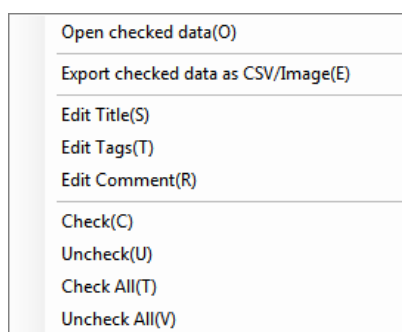 Open checked data(O)
Export checked data as CSV/Image(E)
Edit Title(S)
Edit Tags(T)
Edit Comment(R)
Check(C)
Uncheck(U)
Check All(T)
Uncheck All(V)